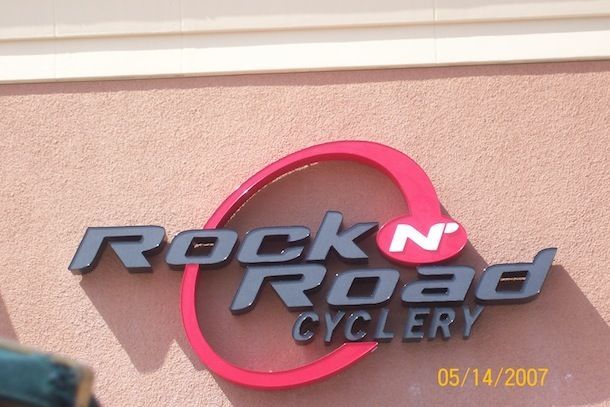 Rock N'
Road
CYCLERY
05/14/2007